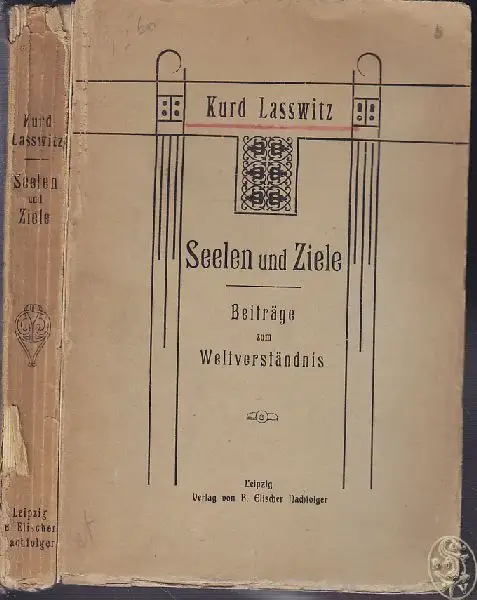 Kurd
Lasswitz
Seelen
und
Ziele
Leipzig
Elischer
Nachfolger
Kurd Lasswitz
Seelen und Ziele
Beiträge
zum
Weltverständnis
Leipzig
Verlag von B. Elischer Nachfolger